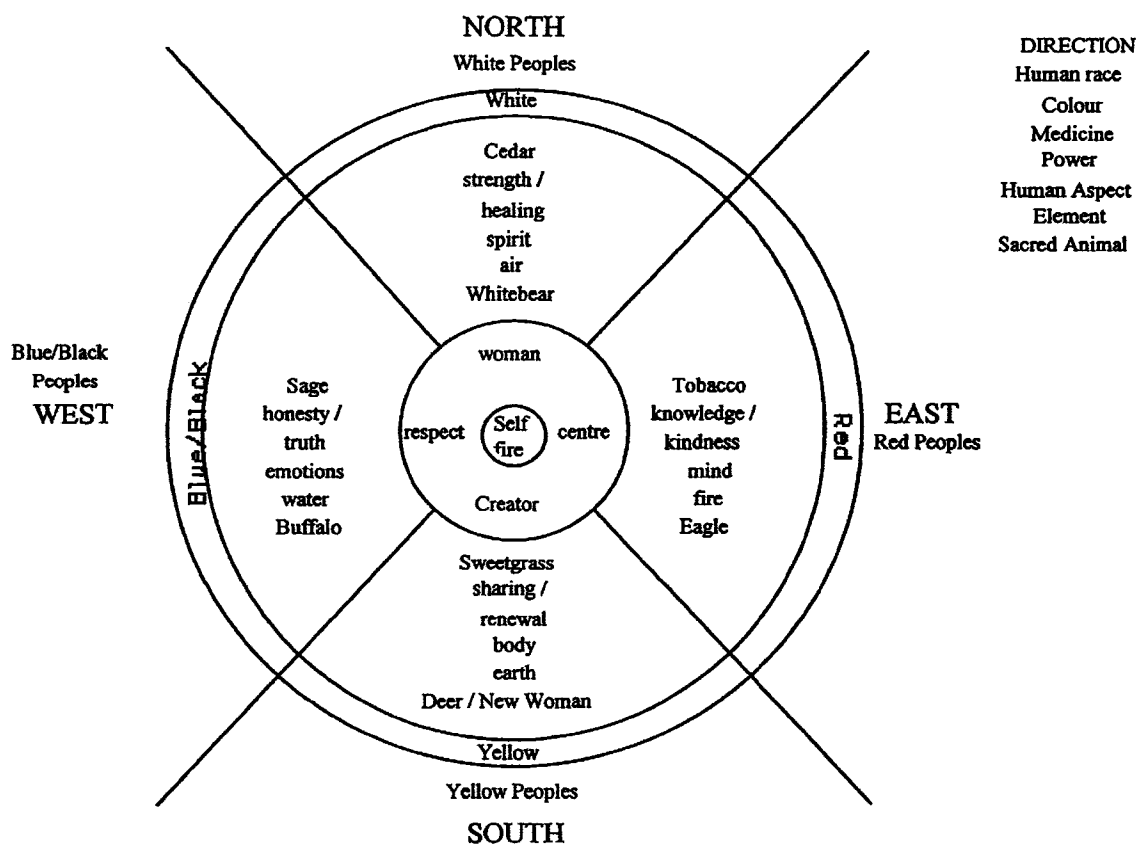 NORTH
White Peoples
White
Cedar
strength /
healing
spirit
air
Whitebear
DIRECTION
Human race
Colour
Medicine
Power
Human Aspect
Element
Sacred Animal
Blue/Black
Peoples
WEST
Blue/Black
Sage
honesty /
truth
emotions
water
Buffalo
woman
respect
Self
fire
centre
Creator
Tobacco
knowledge /
kindness
mind
fire
Eagle
Red
EAST
Red Peoples
Sweetgrass
sharing /
renewal
body
earth
Deer / New Woman
Yellow
Yellow Peoples
SOUTH